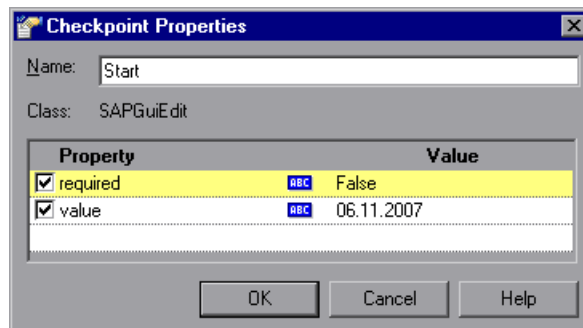 Checkpoint Properties
Name: Start
Class: SAPGuiEdit
Property Value
required ABC False
value ABC 06.11.2007
OK Cancel Help